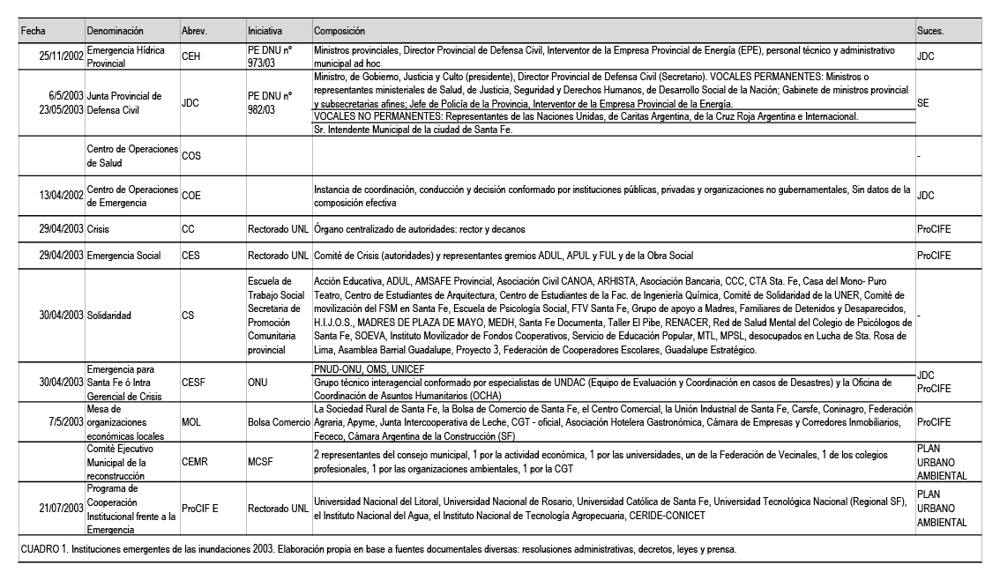 Fecha Denominación Abrev. Iniciativa Composición Suces.
25/11/2002 Emergencia Hídrica Provincial CEH PE DNU nº 973/03 Ministros provinciales, Director Provincial de Defensa Civil, Interventor de la Empresa Provincial de Energía (EPE), personal técnico y administrativo
municipal ad hoc JDC
6/5/2003
23/05/2003
Junta Provincial de
Defensa Civil
JDC
PE DNU nº
982/03
Ministro, de Gobierno, Justicia y Culto (presidente), Director Provincial de Defensa Civil (Secretario). VOCALES PERMANENTES: Ministros o
representantes ministeriales de Salud, de Justicia, Seguridad y Derechos Humanos, de Desarrollo Social de la Nación; Gabinete de ministros provincial
y subsecretarias afines; Jefe de Policía de la Provincia, Interventor de la Empresa Provincial de la Energía.
VOCALES NO PERMANENTES: Representantes de las Naciones Unidas, de Caritas Argentina, de la Cruz Roja Argentina e Internacional.
Sr. Intendente Municipal de la ciudad de Santa Fe.
SE
Centro de Operaciones
de Salud
COS
-
13/04/2002
Centro de Operaciones
de Emergencia
COE
Instancia de coordinación, conducción y decisión conformado por instituciones públicas, privadas y organizaciones no gubernamentales, Sin datos de la
composición efectiva
JDC
29/04/2003 Crisis CC Rectorado UNL Órgano centralizado de autoridades: rector y decanos ProCIFE
29/04/2003 Emergencia Social CES Rectorado UNL Comité de Crisis (autoridades) y representantes gremios ADUL, APUL y FUL y de la Obra Social ProCIFE
30/04/2003 Solidaridad CS
Escuela de
Trabajo Social
Secretaria de
Promoción
Comunitaria
provincial
Acción Educativa, ADUL, AMSAFE Provincial, Asociación Civil CANOA, ARHISTA, Asociación Bancaria, CCC, CTA Sta. Fe, Casa del Mono- Puro
Teatro, Centro de Estudiantes de Arquitectura, Centro de Estudiantes de la Fac. de Ingeniería Química, Comité de Solidaridad de la UNER, Comité de
movilización del FSM en Santa Fe, Escuela de Psicología Social, FTV Santa Fe, Grupo de apoyo a Madres, Familiares de Detenidos y Desaparecidos,
H.I.J.O.S., MADRES DE PLAZA DE MAYO, MEDH, Santa Fe Documenta, Taller El Pibe, RENACER, Red de Salud Mental del Colegio de Psicólogos de
Santa Fe, SOEVA, Instituto Movilizador de Fondos Cooperativos, Servicio de Educación Popular, MTL, MPSL, desocupados en Lucha de Sta. Rosa de
Lima, Asamblea Barrial Guadalupe, Proyecto 3, Federación de Cooperadores Escolares, Guadalupe Estratégico.
-
30/04/2003
Emergencia para
Santa Fe ó Intra
Gerencial de Crisis
CESF
ONU
PNUD-ONU, OMS, UNICEF
Grupo técnico interagencial conformado por especialistas de UNDAC (Equipo de Evaluación y Coordinación en casos de Desastres) y la Oficina de
Coordinación de Asuntos Humanitarios (OCHA)
JDC
ProCIFE
7/5/2003
Mesa de
organizaciones
económicas locales
MOL
Bolsa Comercio
La Sociedad Rural de Santa Fe, la Bolsa de Comercio de Santa Fe, el Centro Comercial, la Unión Industrial de Santa Fe, Carsfe, Coninagro, Federación
Agraria, Apyme, Junta Intercooperativa de Leche, CGT - oficial, Asociación Hotelera Gastronómica, Cámara de Empresas y Corredores Inmobiliarios,
Fececo, Cámara Argentina de la Construcción (SF)
ProCIFE
Comité Ejecutivo
Municipal de la
reconstrucción
CEMR
MCSF
2 representantes del consejo municipal, 1 por la actividad económica, 1 por las universidades, un de la Federación de Vecinales, 1 de los colegios
profesionales, 1 por las organizaciones ambientales, 1 por la CGT
PLAN
URBANO
AMBIENTAL
21/07/2003
Programa de
Cooperación
Institucional frente a la
Emergencia
ProCIF E
Rectorado UNL
Universidad Nacional del Litoral, Universidad Nacional de Rosario, Universidad Católica de Santa Fe, Universidad Tecnológica Nacional (Regional SF),
el Instituto Nacional del Agua, el Instituto Nacional de Tecnología Agropecuaria, CERIDE-CONICET
PLAN
URBANO
AMBIENTAL
CUADRO 1. Instituciones emergentes de las inundaciones 2003. Elaboración propia en base a fuentes documentales diversas: resoluciones administrativas, decretos, leyes y prensa.